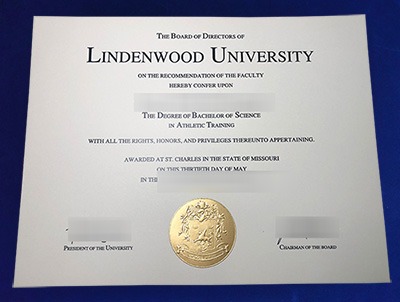 THE BOARD OF DIRECTORS OF
LINDENWOOD UNIVERSITY
ON THE RECOMMENDATION OF THE FACULTY
HEREBY CONFER UPON
THE DEGREE OF BACHELOR OF SCIENCE
IN ATHLETIC TRAINING
WITH ALL THE RIGHTS, HONORS, AND PRIVILEGES THEREUNTO APPERTAINING.
AWARDED AT ST. CHARLES IN THE STATE OF MISSOURI
ON THIS THIRTIETH DAY OF MAY
IN THE
PRESIDENT OF THE UNIVERSITY
CHAIRMAN OF THE BOARD